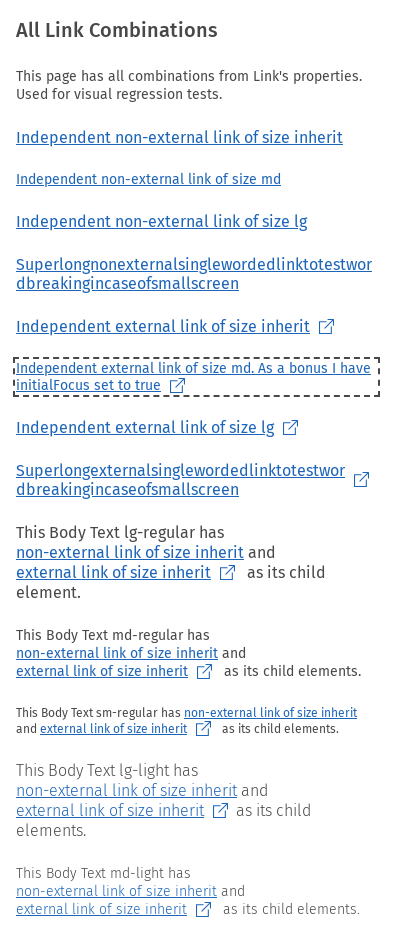 All Link Combinations
This page has all combinations from Link's properties.
Used for visual regression tests.
Independent non-external link of size inherit
Independent non-external link of size md
Independent non-external link of size lg
Superlongnonexternalsinglewordedlinktotestwor
dbreakingincaseofsmallscreen
Independent external link of size inherit
Independent external link of size md. As a bonus I have
initialFocus set to true
Independent external link of size lg
Superlongexternalsinglewordedlinktotestwor
dbreakingincaseofsmallscreen
This Body Text lg-regular has
non-external link of size inherit and
external link of size inherit as its child
element.
This Body Text md-regular has
non-external link of size inherit and
external link of size inherit as its child elements.
This Body Text sm-regular has non-external link of size inherit
and external link of size inherit as its child elements.
This Body Text lg-light has
non-external link of size inherit and
external link of size inherit as its child
elements.
This Body Text md-light has
non-external link of size inherit and
external link of size inherit as its child elements.